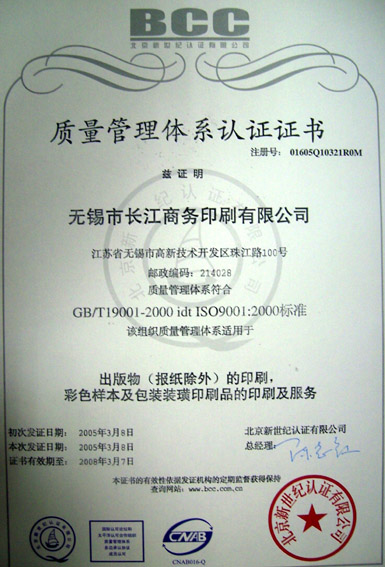 BCC
北京新世纪认证有限公司
质量管理体系认证证书
注册号： 01605Q10321R0M
兹证明
无锡市长江商务印刷有限公司
江苏省无锡市高新技术开发区珠江路100号
邮政编码：214028
质量管理体系符合
GB/T19001-2000 idt ISO9001:2000标准
该组织质量管理体系适用于
出版物（报纸除外）的印刷，
彩色样本及包装装璜印刷品的印刷及服务
初次发证日期： 2005年3月8日
本次发证日期： 2005年3月8日
证书有效期至： 2008年3月7日
北京新世纪认证有限公司
总经理：
本证书的有效性依据发证机构的定期监督获得保持
查询网站：www.bcc.com.cn
CNAB
CNAB016-Q
北京新世纪认证有限公司